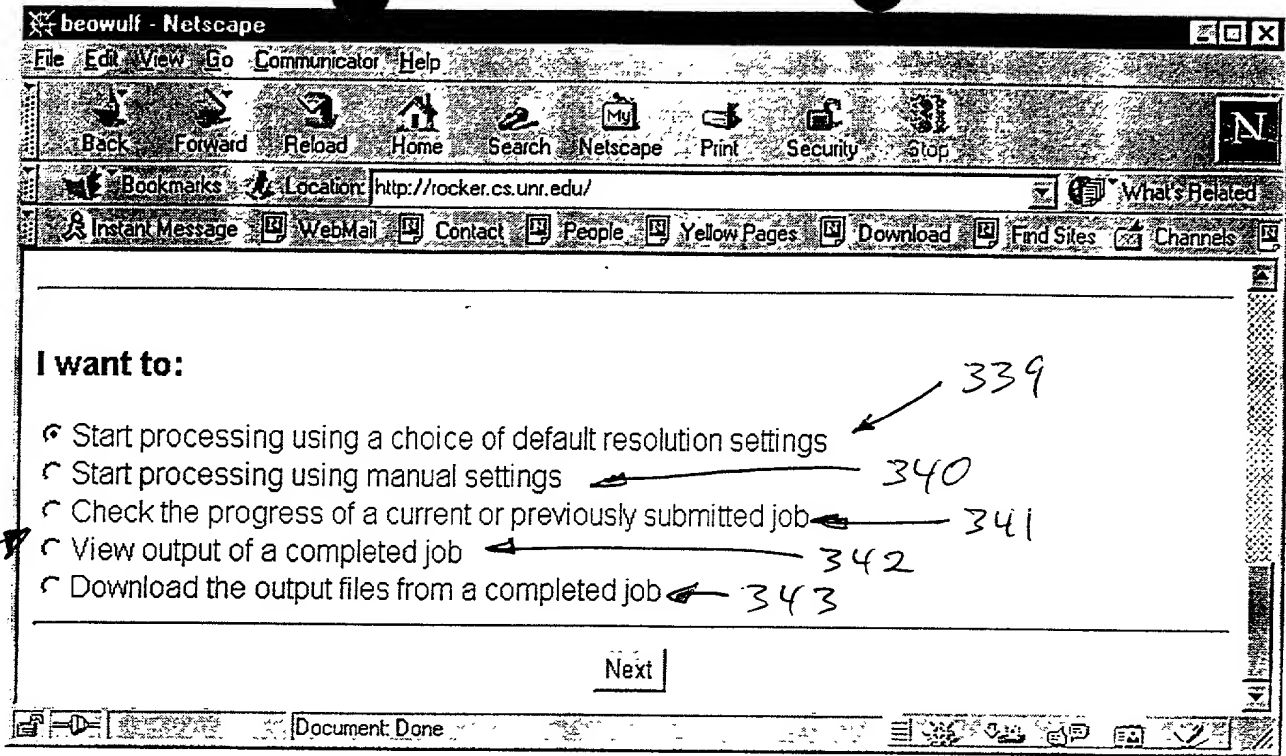 beowulf - Netscape
File Edit View Go Communicator Help
My N
Back Forward Reload Home Search Netscape Print Security Stop
Bookmarks Location: http://rocker.cs.unr.edu/ What's Related
Instant Message WebMail Contact People Yellow Pages Download Find Sites Channels
I want to:
339
Start processing using a choice of default resolution settings
Start processing using manual settings 340
Check the progress of a current or previously submitted job 341
View output of a completed job 342
Download the output files from a completed job 343
Next
Document: Done